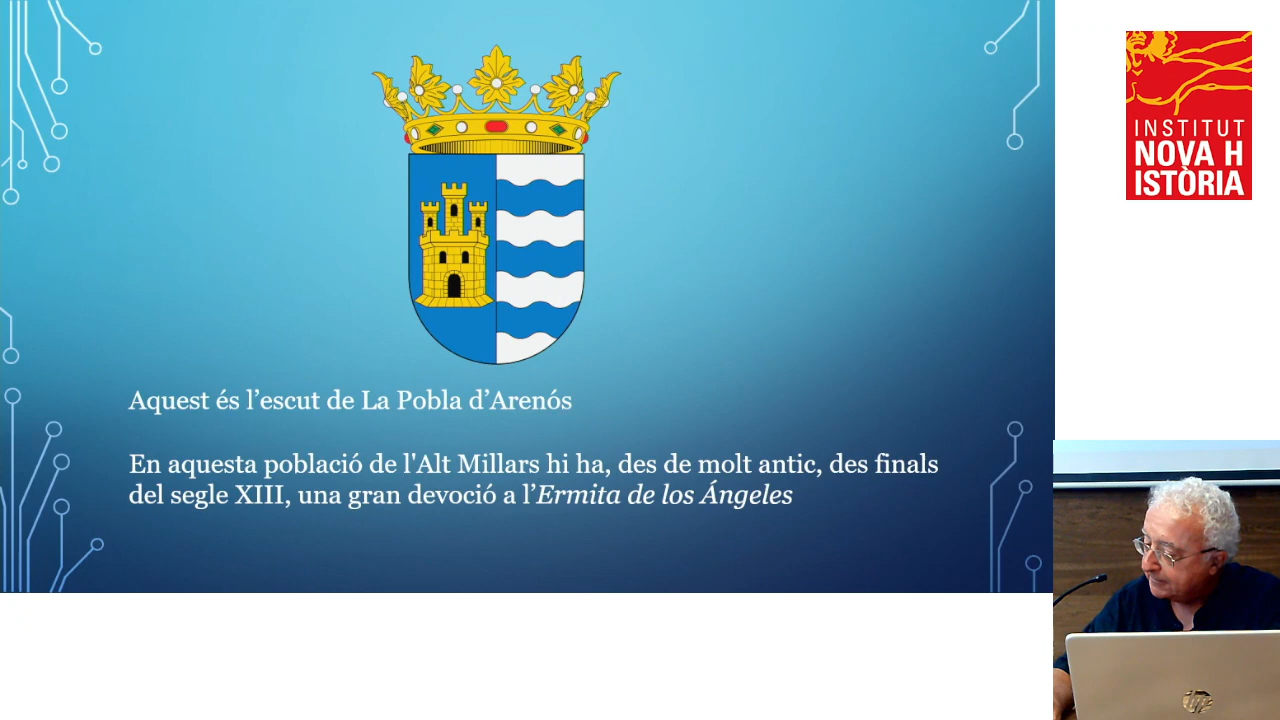 Aquest és l’escut de La Pobla d’Arenós
En aquesta població de l'Alt Millars hi ha, des de molt antic, des finals
del segle XIII, una gran devoció a l’Ermita de los Ángeles
INSTITUT
NOVA H
ISTÒRIA
hp